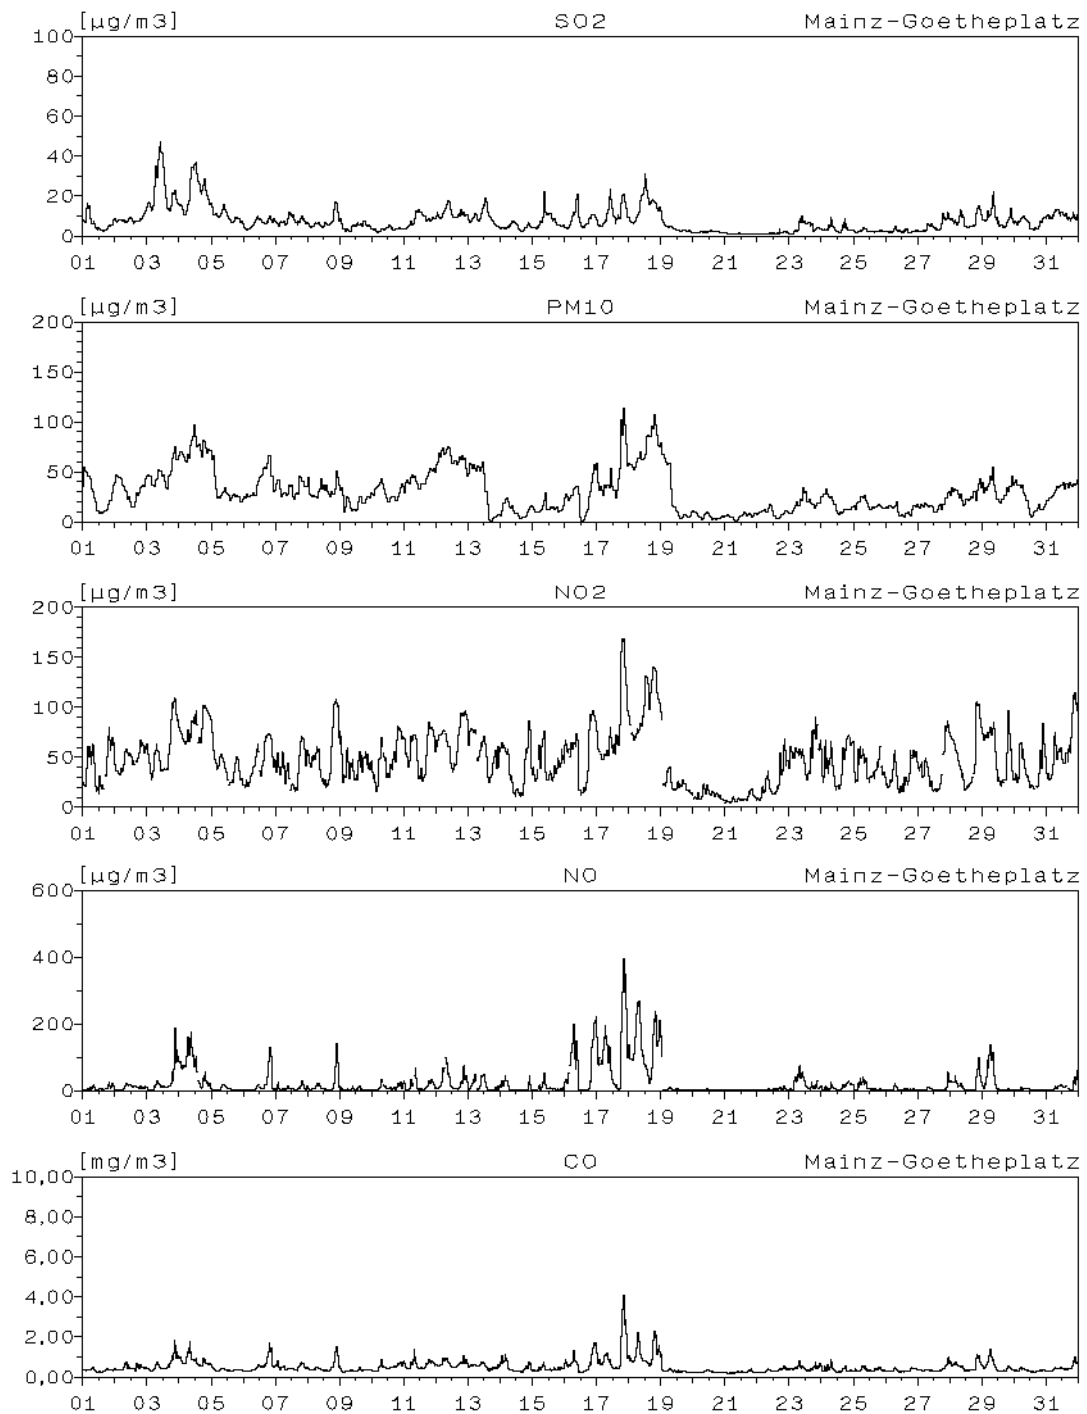 [µg/m3] SO2 Mainz-Goetheplatz
100
80
60
40
20
0
01 03 05 07 09 11 13 15 17 19 21 23 25 27 29 31
[µg/m3] PM10 Mainz-Goetheplatz
200
150
100
50
0
01 03 05 07 09 11 13 15 17 19 21 23 25 27 29 31
[µg/m3] NO2 Mainz-Goetheplatz
200
150
100
50
0
01 03 05 07 09 11 13 15 17 19 21 23 25 27 29 31
[µg/m3] NO Mainz-Goetheplatz
600
400
200
0
01 03 05 07 09 11 13 15 17 19 21 23 25 27 29 31
[mg/m3] CO Mainz-Goetheplatz
10,00
8,00
6,00
4,00
2,00
0,00
01 03 05 07 09 11 13 15 17 19 21 23 25 27 29 31